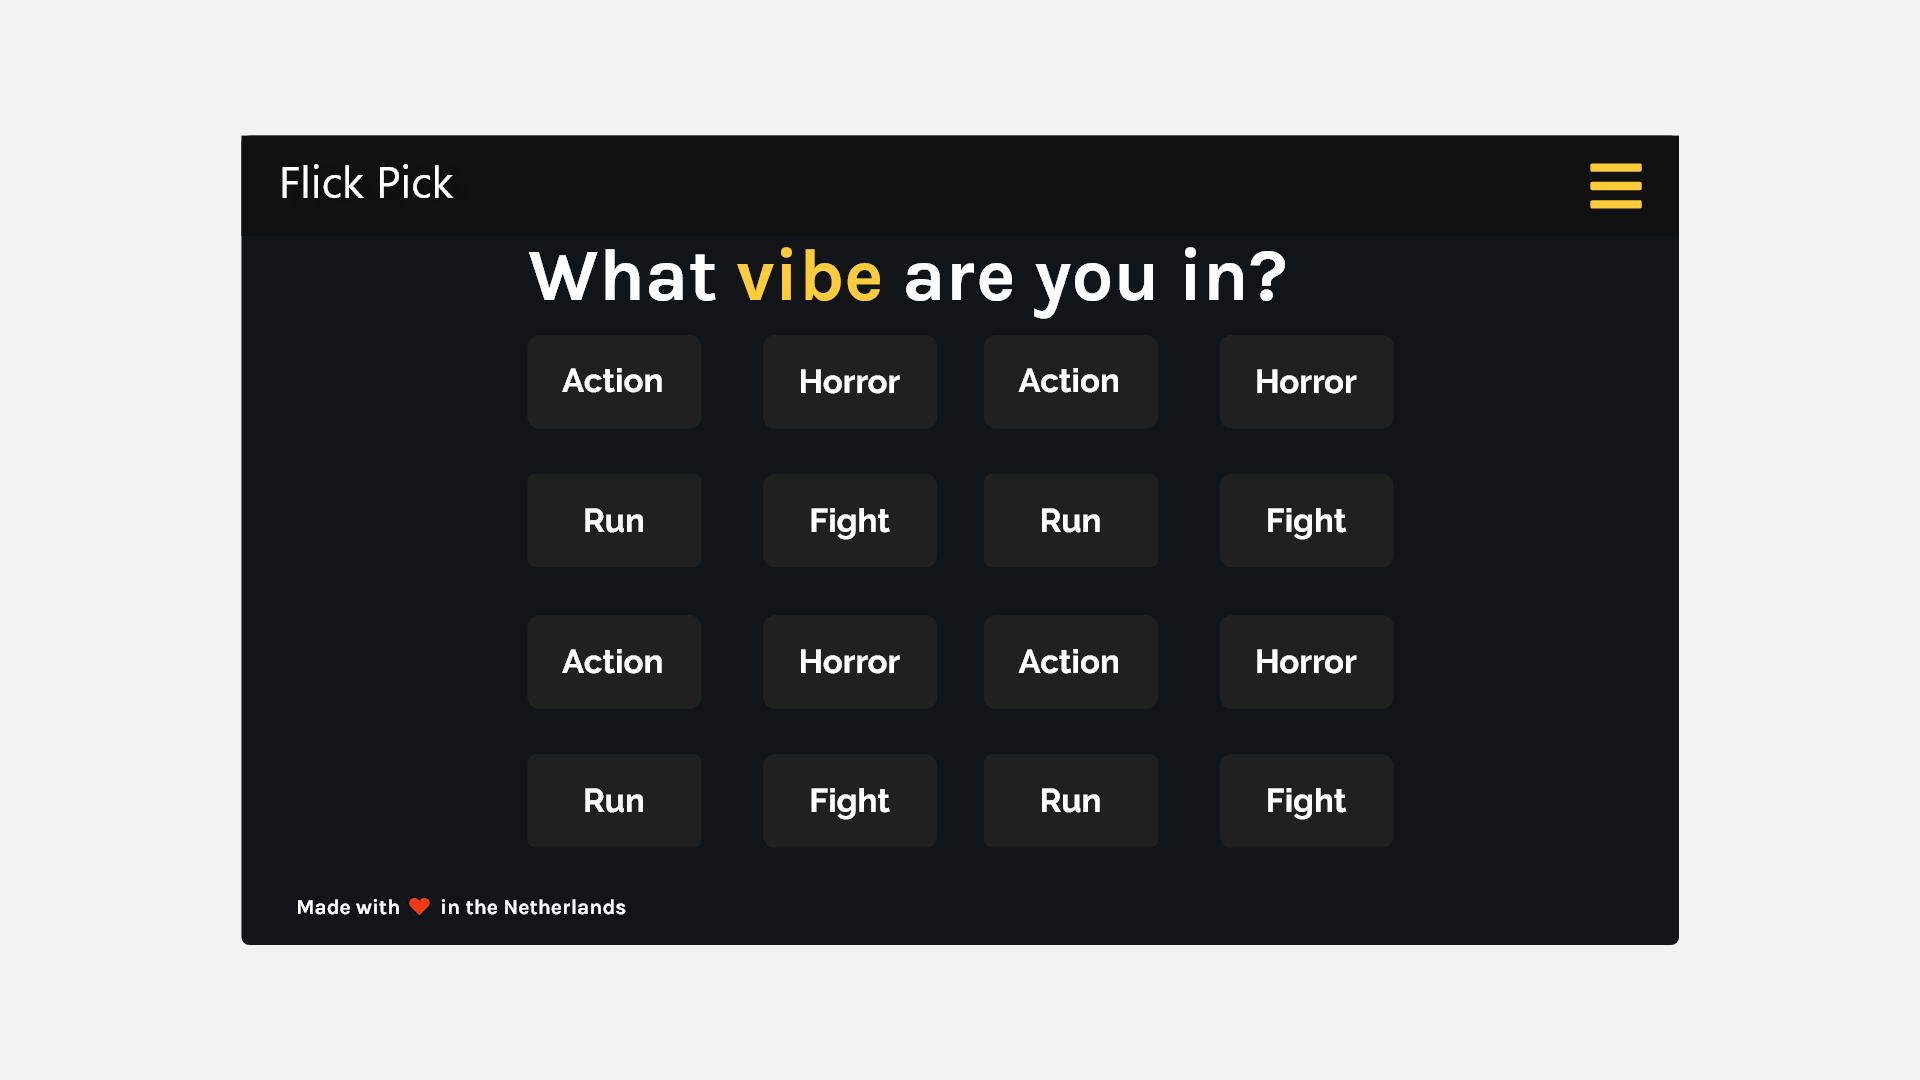 Flick Pick
What vibe are you in?
Action Horror Action Horror
Run Fight Run Fight
Action Horror Action Horror
Run Fight Run Fight
Made with ❤️ in the Netherlands